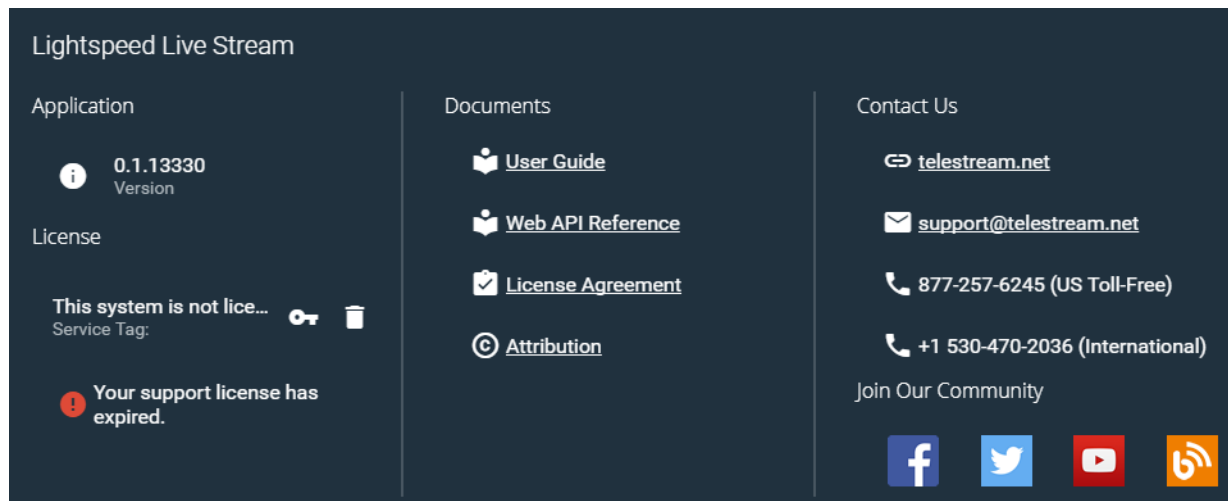 Lightspeed Live Stream
Application
0.1.13330
Version
License
This system is not lice...
Service Tag:
Your support license has
expired.
Documents
User Guide
Web API Reference
License Agreement
Attribution
Contact Us
telestream.net
support@telestream.net
877-257-6245 (US Toll-Free)
+1 530-470-2036 (International)
Join Our Community